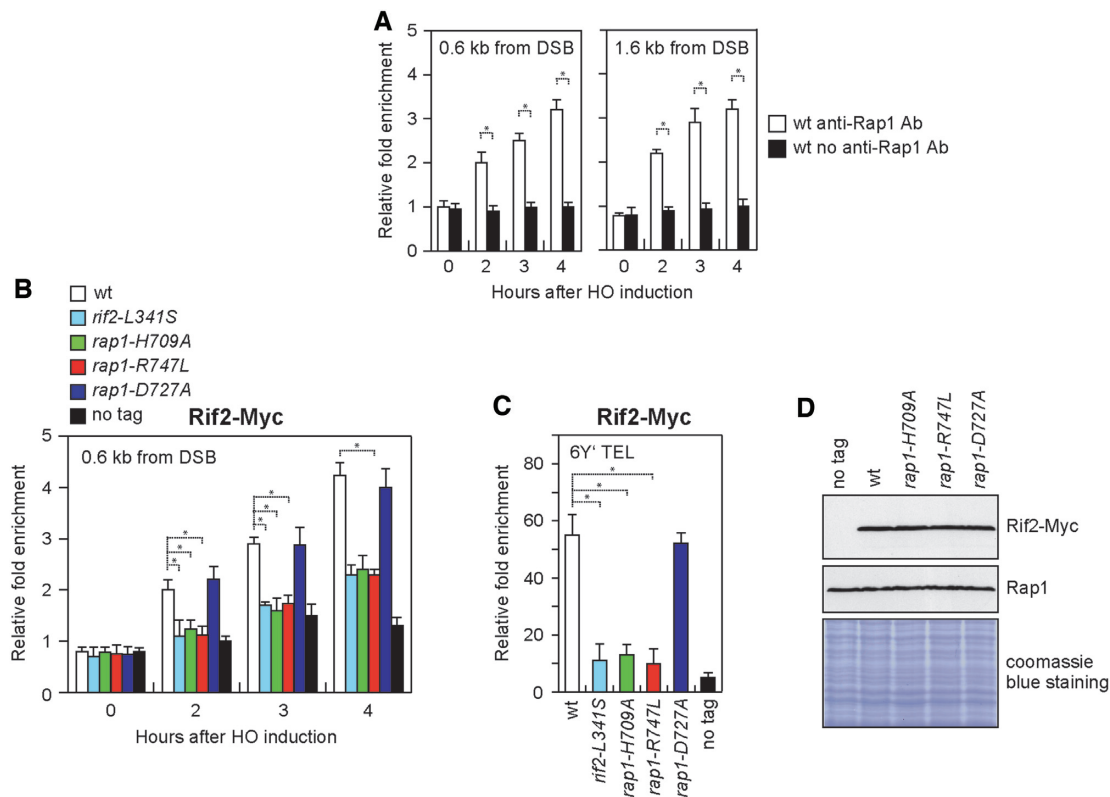 A
Relative fold enrichment
5
4
3
2
1
0
0.6 kb from DSB
* * *
0 2 3 4
1.6 kb from DSB
* * *
0 2 3 4
Hours after HO induction
wt anti-Rap1 Ab
wt no anti-Rap1 Ab
B
wt
rif2-L341S
rap1-H709A
rap1-R747L
rap1-D727A
no tag
Rif2-Myc
Relative fold enrichment
5
4
3
2
1
0
0.6 kb from DSB
* * *
* * *
*
0 2 3 4
Hours after HO induction
C
Rif2-Myc
Relative fold enrichment
80
60
40
20
0
6Y' TEL
*
*
*
wt
rif2-L341S
rap1-H709A
rap1-R747L
rap1-D727A
no tag
D
no tag
wt
rap1-H709A
rap1-R747L
rap1-D727A
Rif2-Myc
Rap1
coomassie
blue staining